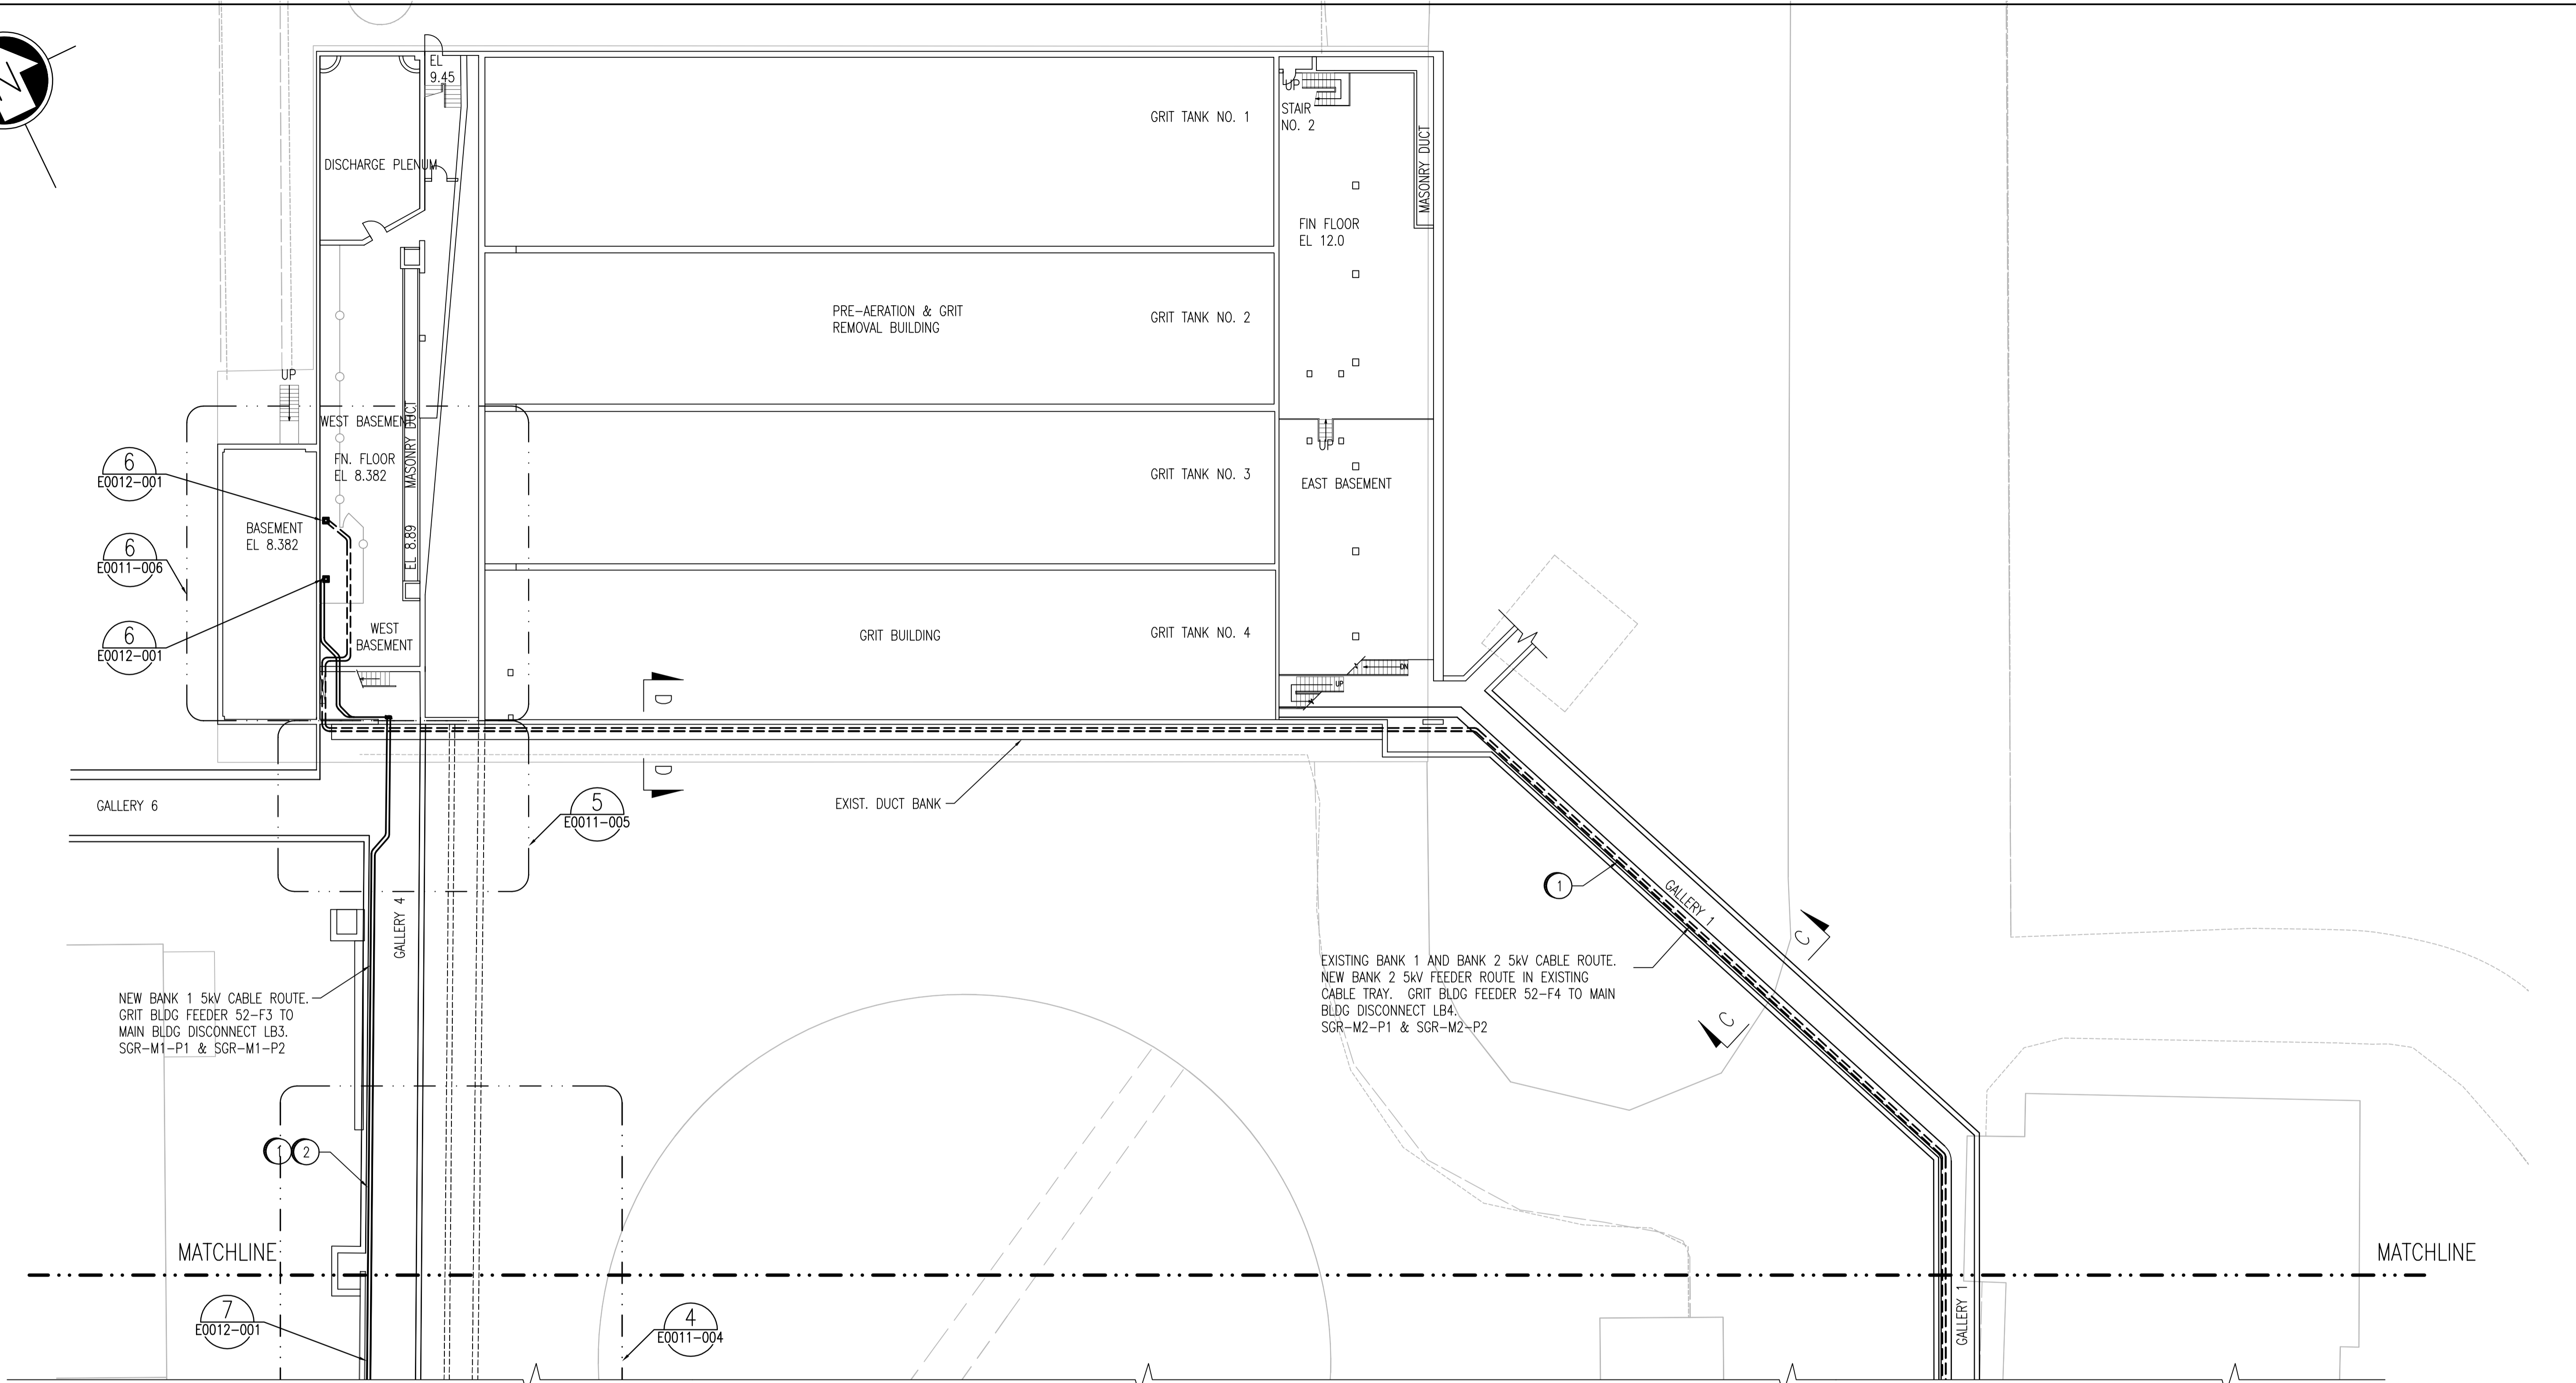 EL
9.45
UP
STAIR
NO. 2
GRIT TANK NO. 1
MASONRY DUCT
DISCHARGE PLENUM
FIN FLOOR
EL 12.0
PRE-AERATION & GRIT
REMOVAL BUILDING
GRIT TANK NO. 2
UP
WEST BASEMENT
MASONRY DUCT
FN. FLOOR
EL 8.382
UP
GRIT TANK NO. 3
EAST BASEMENT
6
E0012-001
BASEMENT
EL 8.382
EL 8.89
6
E0011-006
6
E0012-001
WEST
BASEMENT
GRIT BUILDING
GRIT TANK NO. 4
DN
UP
D
D
GALLERY 6
EXIST. DUCT BANK
5
E0011-005
1
GALLERY 1
GALLERY 4
C
C
EXISTING BANK 1 AND BANK 2 5kV CABLE ROUTE.
NEW BANK 2 5kV FEEDER ROUTE IN EXISTING
CABLE TRAY. GRIT BLDG FEEDER 52-F4 TO MAIN
BLDG DISCONNECT LB4.
SGR-M2-P1 & SGR-M2-P2
NEW BANK 1 5kV CABLE ROUTE.
GRIT BLDG FEEDER 52-F3 TO
MAIN BLDG DISCONNECT LB3.
SGR-M1-P1 & SGR-M1-P2
1
2
MATCHLINE
MATCHLINE
7
E0012-001
4
E0011-004
GALLERY 1